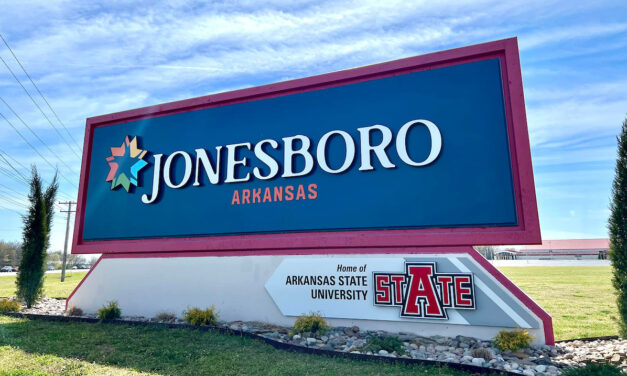 JONESBORO
ARKANSAS
Home of
ARKANSAS STATE
UNIVERSITY
STATE